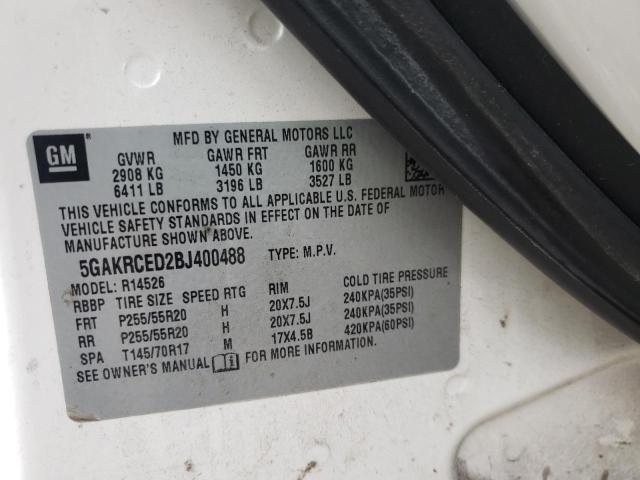 GM
MFD BY GENERAL MOTORS LLC
GVWR GAWR FRT GAWR RR
2908 KG 1450 KG 1600 KG
6411 LB 3196 LB 3527 LB
THIS VEHICLE CONFORMS TO ALL APPLICABLE U.S. FEDERAL MOTOR
VEHICLE SAFETY STANDARDS IN EFFECT ON THE DATE OF
MANUFACTURE SHOWN ABOVE.
5GAKRCED2BJ400488 TYPE: M.P.V.
MODEL: R14526
RBBP TIRE SIZE SPEED RTG RIM COLD TIRE PRESSURE
FRT P255/55R20 H 20X7.5J 240KPA(35PSI)
RR P255/55R20 H 20X7.5J 240KPA(35PSI)
SPA T145/70R17 M 17X4.5B 420KPA(60PSI)
SEE OWNER'S MANUAL FOR MORE INFORMATION.